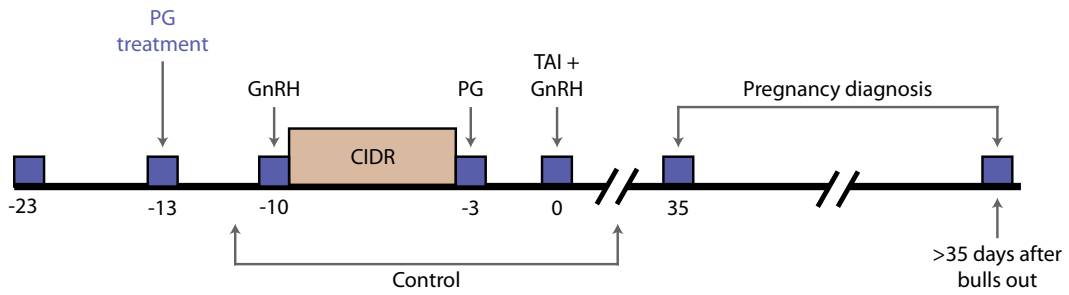 PG
treatment
GnRH
PG
TAI +
GnRH
Pregnancy diagnosis
CIDR
-23
-13
-10
-3
0
35
Control
>35 days after
bulls out